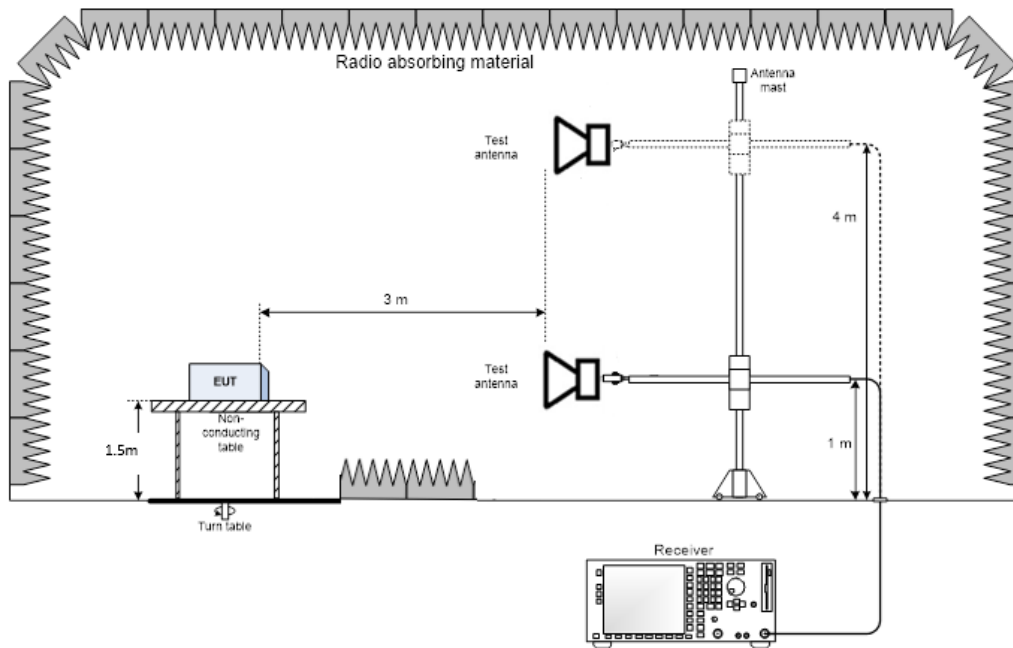 Radio absorbing material
Antenna
mast
Test
antenna
4 m
3 m
Test
antenna
EUT
Non-
conducting
table
1.5m
1 m
Turn table
Receiver